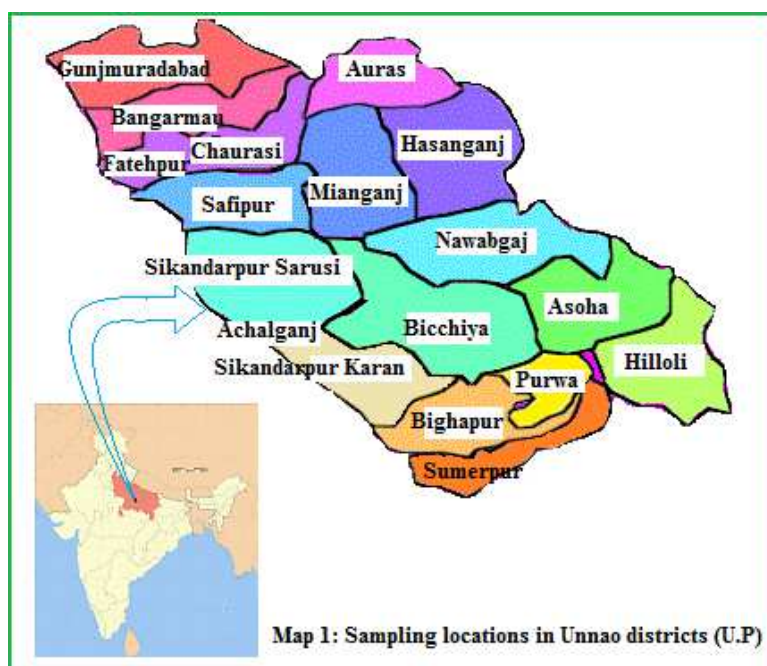 Gunjmuradabad
Auras
Bangarmau
Hasanganj
Chaurasi
Fatehpur
Mianganj
Safipur
Nawabgaj
Sikandarpur Sarusi
Asoha
Achalganj
Bicchiya
Hilloli
Sikandarpur Karan
Purwa
Bighapur
Sumerpur
Map 1: Sampling locations in Unnao districts (U.P)